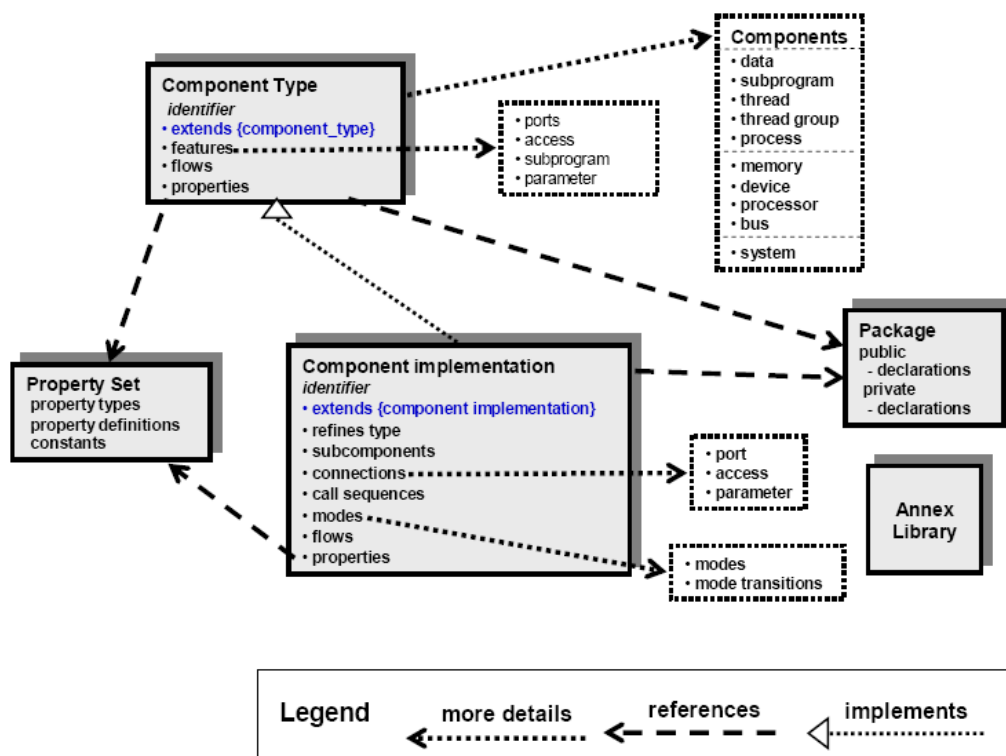 Component Type
identifier
• extends {component_type}
• features
• flows
• properties
• ports
• access
• subprogram
• parameter
Components
• data
• subprogram
• thread
• thread group
• process
• memory
• device
• processor
• bus
• system
Property Set
property types
property definitions
constants
Component implementation
identifier
• extends {component implementation}
• refines type
• subcomponents
• connections
• call sequences
• modes
• flows
• properties
Package
public
- declarations
private
- declarations
• port
• access
• parameter
Annex
Library
• modes
• mode transitions
Legend
more details
references
implements